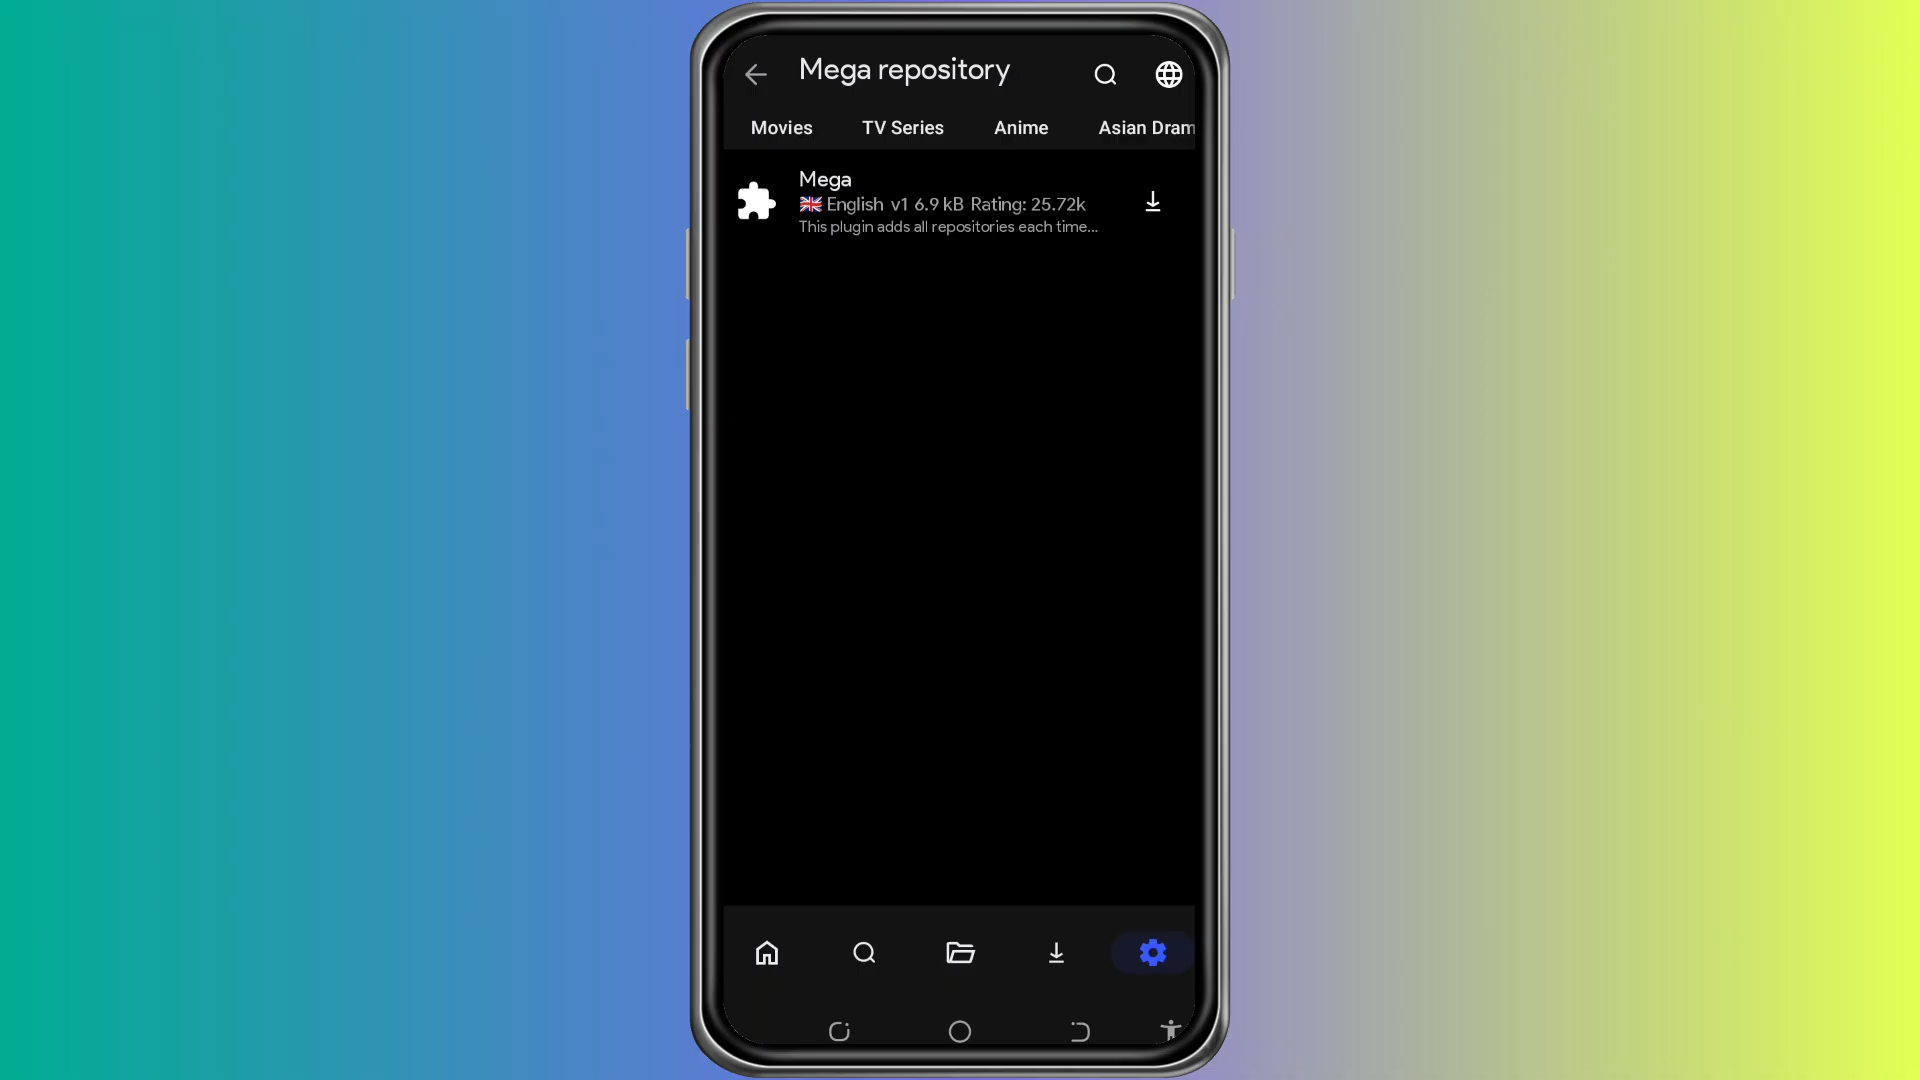 Mega repository
Movies TV Series Anime Asian Dram
Mega
English v1 6.9 kB Rating: 25.72k
This plugin adds all repositories each time...